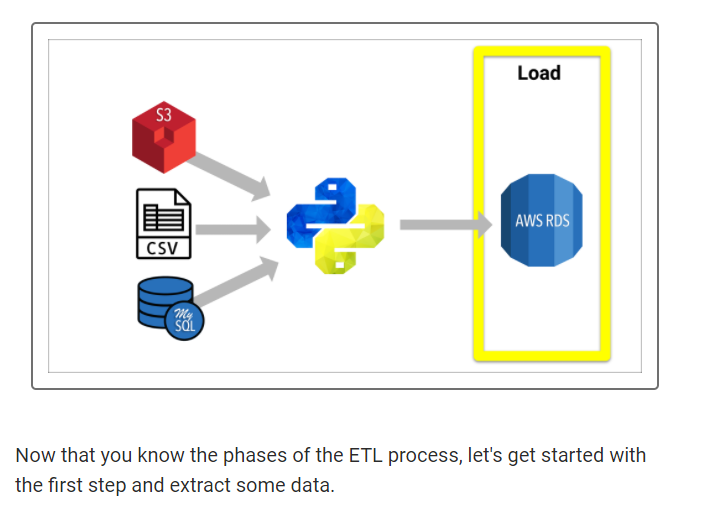 Load
S3
AWS RDS
CSV
My
SQL
Now that you know the phases of the ETL process, let's get started with
the first step and extract some data.